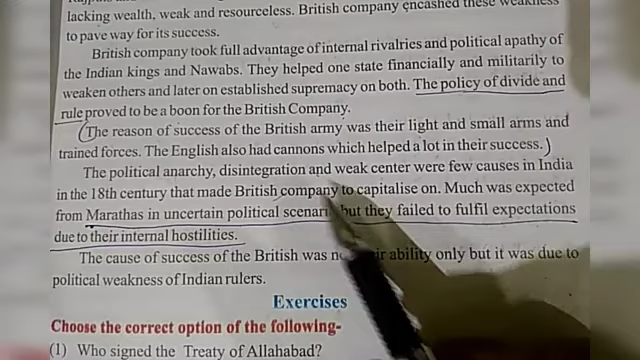 lacking wealth, weak and resourceless. British company encashed these weakness
to pave way for its success.
British company took full advantage of internal rivalries and political apathy of
the Indian kings and Nawabs. They helped one state financially and militarily to
weaken others and later on established supremacy on both. The policy of divide and
rule proved to be a boon for the British Company.
The reason of success of the British army was their light and small arms and
trained forces. The English also had cannons which helped a lot in their success.
The political anarchy, disintegration and weak center were few causes in India
in the 18th century that made British company to capitalise on. Much was expected
from Marathas in uncertain political but they failed to fulfil expectations
due to their internal hostilities.
The cause of success of the British was ability only but it was due to
political weakness of Indian rulers.
Exercises
Choose the correct option of the following-
(1) Who signed the Treaty of Allahabad?